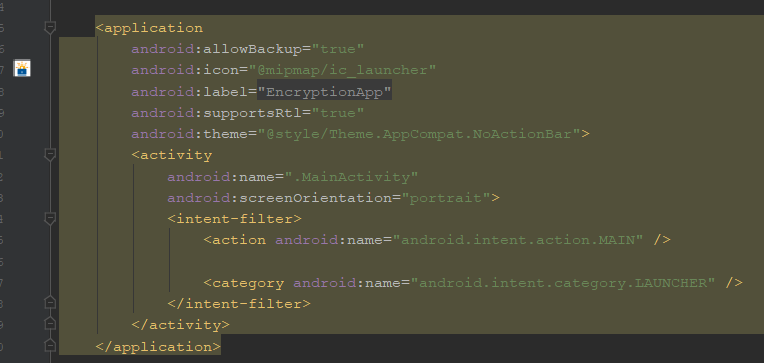 <application
android:allowBackup="true"
android:icon="@mipmap/ic_launcher"
android:label="EncryptionApp"
android:supportsRtl="true"
android:theme="@style/Theme.AppCompat.NoActionBar">
<activity
android:name=".MainActivity"
android:screenOrientation="portrait">
<intent-filter>
<action android:name="android.intent.action.MAIN" />
<category android:name="android.intent.category.LAUNCHER" />
</intent-filter>
</activity>
</application>